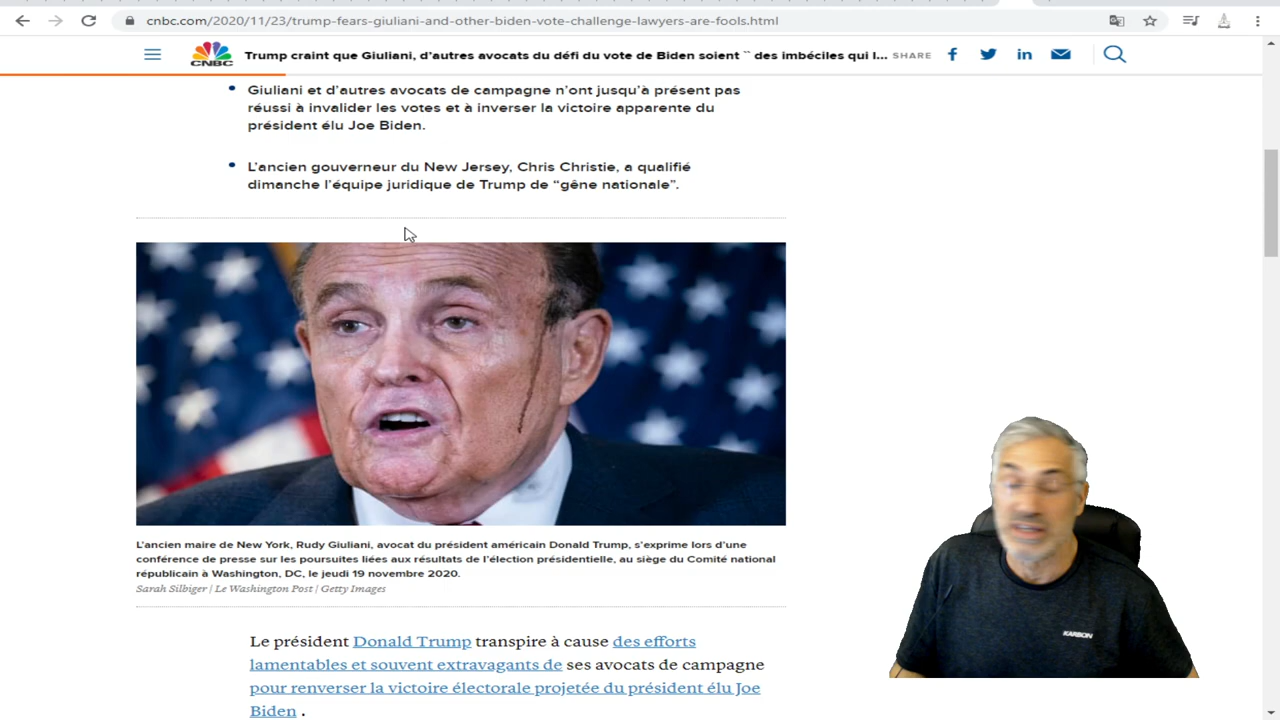 cnbc.com/2020/11/23/trump-fears-giuliani-and-other-biden-vote-challenge-lawyers-are-fools.html
CNBC
Trump craint que Giuliani, d’autres avocats du défi du vote de Biden soient `` des imbéciles qui l... SHARE
Giuliani et d’autres avocats de campagne n’ont jusqu’à présent pas
réussi à invalider les votes et à inverser la victoire apparente du
président élu Joe Biden.
L’ancien gouverneur du New Jersey, Chris Christie, a qualifié
dimanche l’équipe juridique de Trump de “gêne nationale”.
L’ancien maire de New York, Rudy Giuliani, avocat du président américain Donald Trump, s’exprime lors d’une
conférence de presse sur les poursuites liées aux résultats de l’élection présidentielle, au siège du Comité national
républicain à Washington, DC, le jeudi 19 novembre 2020.
Sarah Silbiger | Le Washington Post | Getty Images
Le président Donald Trump transpire à cause des efforts
lamentables et souvent extravagants de ses avocats de campagne
pour renverser la victoire électorale projetée du président élu Joe
Biden .
KARBON